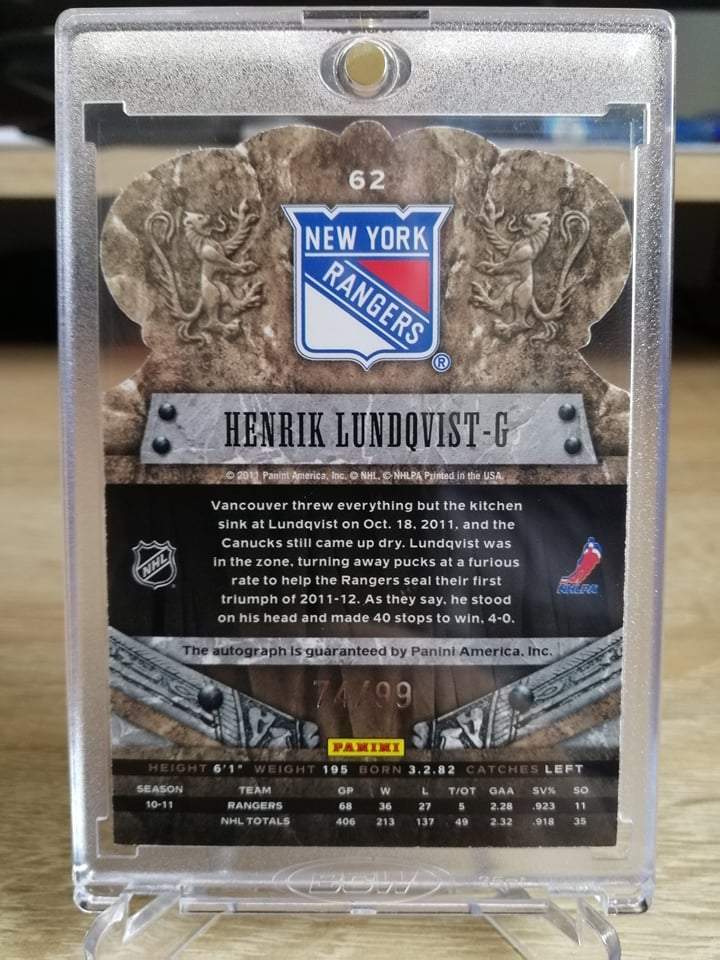 62
NEW YORK
RANGERS
®
HENRIK LUNDQVIST-G
© 2011 Panini America, Inc. © NHL, © NHLPA Printed in the USA.
Vancouver threw everything but the kitchen
sink at Lundqvist on Oct. 18, 2011, and the
Canucks still came up dry. Lundqvist was
in the zone, turning away pucks at a furious
rate to help the Rangers seal their first
triumph of 2011-12. As they say, he stood
on his head and made 40 stops to win, 4-0.
NHL
NHLPA
The autograph is guaranteed by Panini America, Inc.
74/99
PANINI
HEIGHT 6'1" WEIGHT 195 BORN 3.2.82 CATCHES LEFT
SEASON TEAM GP W L T/OT GAA SV% SO
10-11 RANGERS 68 36 27 5 2.28 .923 11
NHL TOTALS 406 213 137 49 2.32 .918 35
BCW